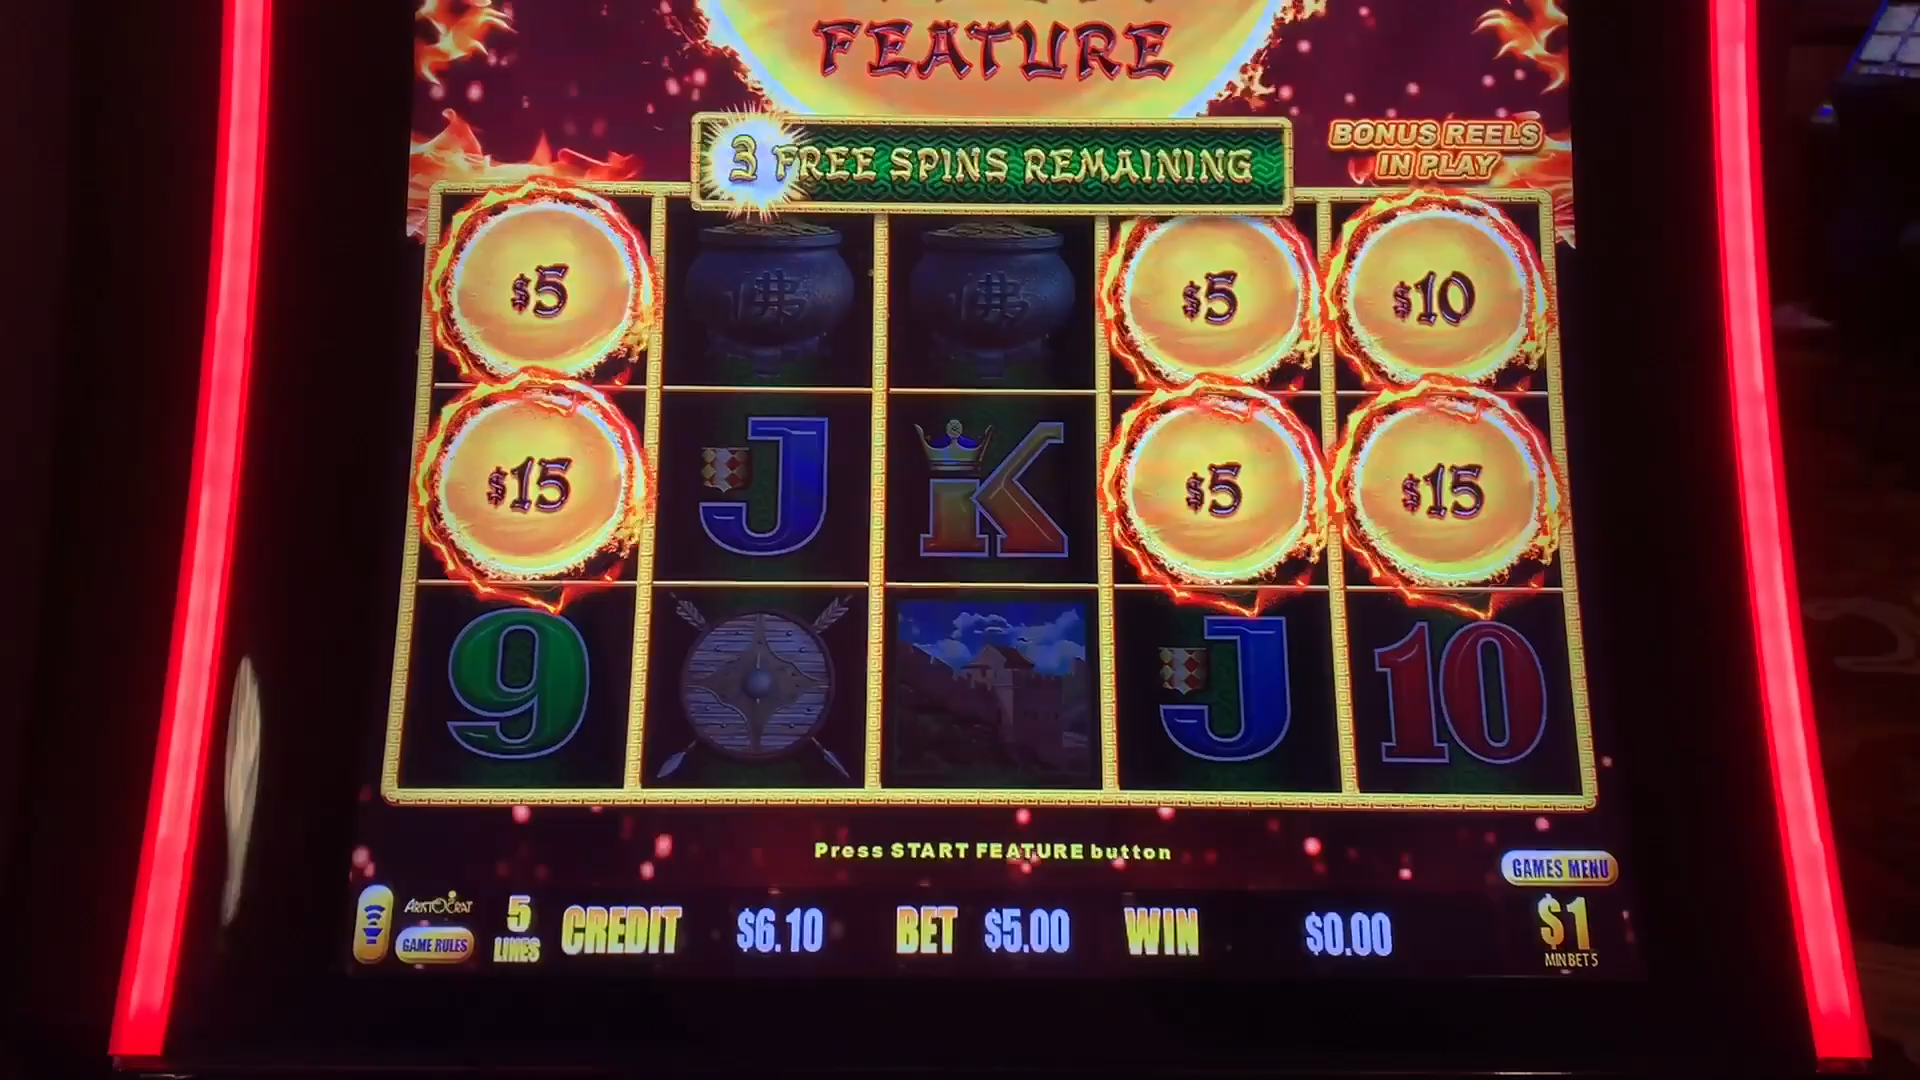 FEATURE
3 FREE SPINS REMAINING
BONUS REELS
IN PLAY
$5
$5
$10
$15
J
K
$5
$15
9
J
10
Press START FEATURE button
GAMES MENU
ARISTOCRAT
GAME RULES
5
LINES
CREDIT $6.10 BET $5.00 WIN $0.00
$1
MIN BET 5